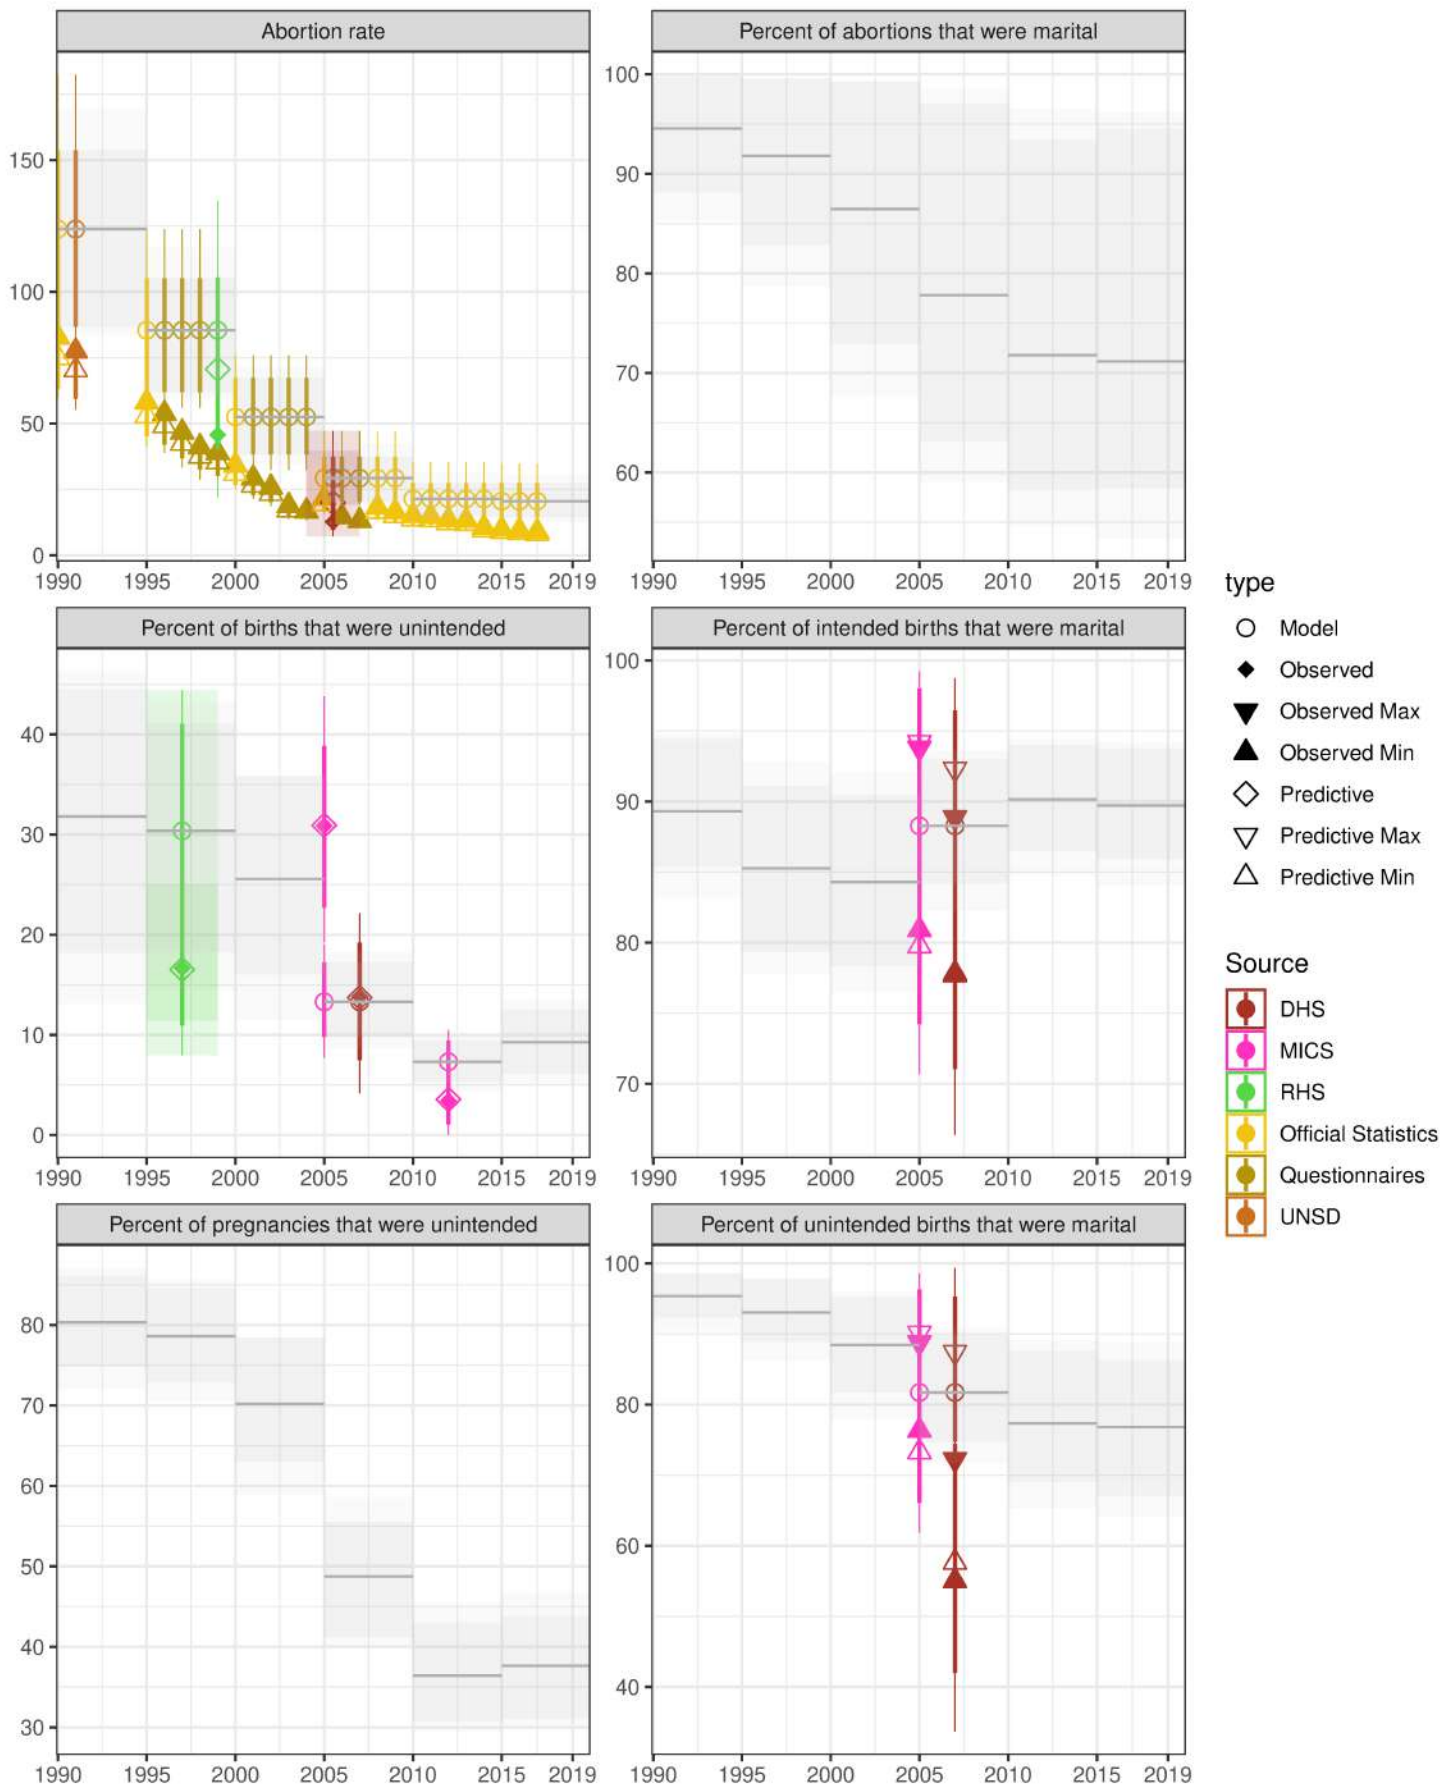 Abortion rate
Percent of abortions that were marital
150
100
50
0
1990 1995 2000 2005 2010 2015 2019
100
90
80
70
60
1990 1995 2000 2005 2010 2015 2019
Percent of births that were unintended
Percent of intended births that were marital
40
30
20
10
0
1990 1995 2000 2005 2010 2015 2019
100
90
80
70
1990 1995 2000 2005 2010 2015 2019
Percent of pregnancies that were unintended
Percent of unintended births that were marital
80
70
60
50
40
30
1990 1995 2000 2005 2010 2015 2019
100
80
60
40
1990 1995 2000 2005 2010 2015 2019
type
Model
Observed
Observed Max
Observed Min
Predictive
Predictive Max
Predictive Min
Source
DHS
MICS
RHS
Official Statistics
Questionnaires
UNSD